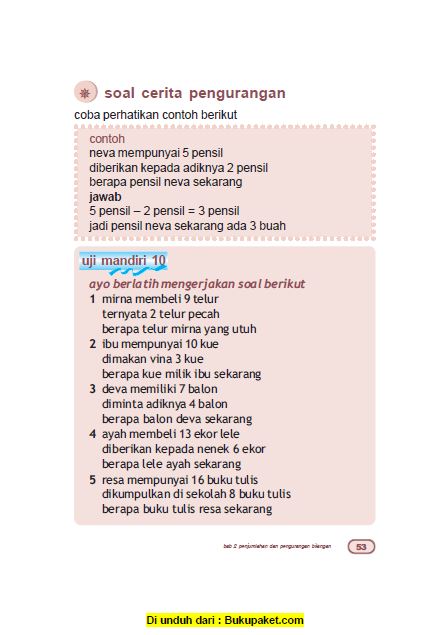 soal cerita pengurangan
coba perhatikan contoh berikut
contoh
neva mempunyai 5 pensil
diberikan kepada adiknya 2 pensil
berapa pensil neva sekarang
jawab
5 pensil – 2 pensil = 3 pensil
jadi pensil neva sekarang ada 3 buah
uji mandiri 10
ayo berlatih mengerjakan soal berikut
1 mirna membeli 9 telur
ternyata 2 telur pecah
berapa telur mirna yang utuh
2 ibu mempunyai 10 kue
dimakan vina 3 kue
berapa kue milik ibu sekarang
3 deva memiliki 7 balon
diminta adiknya 4 balon
berapa balon deva sekarang
4 ayah membeli 13 ekor lele
diberikan kepada nenek 6 ekor
berapa lele ayah sekarang
5 resa mempunyai 16 buku tulis
dikumpulkan di sekolah 8 buku tulis
berapa buku tulis resa sekarang
bab 2 penjumlahan dan pengurangan bilangan 53
Di unduh dari : Bukupaket.com